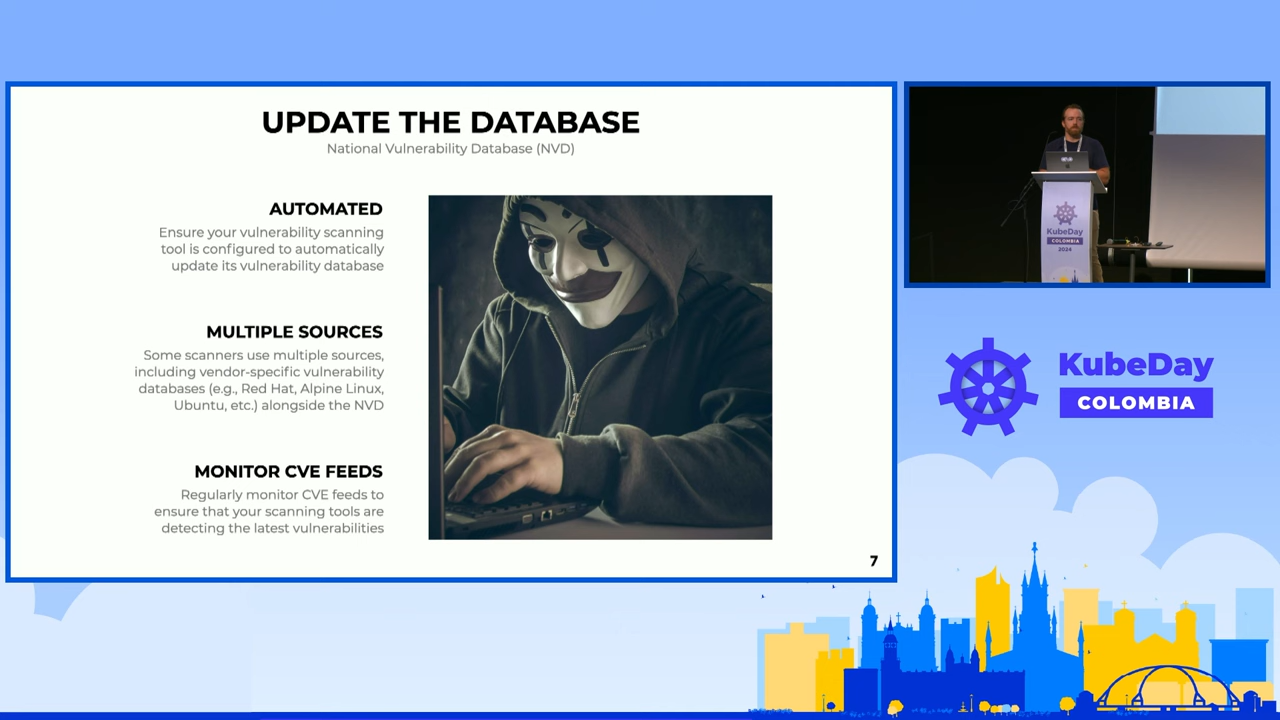 UPDATE THE DATABASE
National Vulnerability Database (NVD)
AUTOMATED
Ensure your vulnerability scanning
tool is configured to automatically
update its vulnerability database
MULTIPLE SOURCES
Some scanners use multiple sources,
including vendor-specific vulnerability
databases (e.g., Red Hat, Alpine Linux,
Ubuntu, etc.) alongside the NVD
MONITOR CVE FEEDS
Regularly monitor CVE feeds to
ensure that your scanning tools are
detecting the latest vulnerabilities
7
KubeDay
COLOMBIA
2024
KubeDay
COLOMBIA